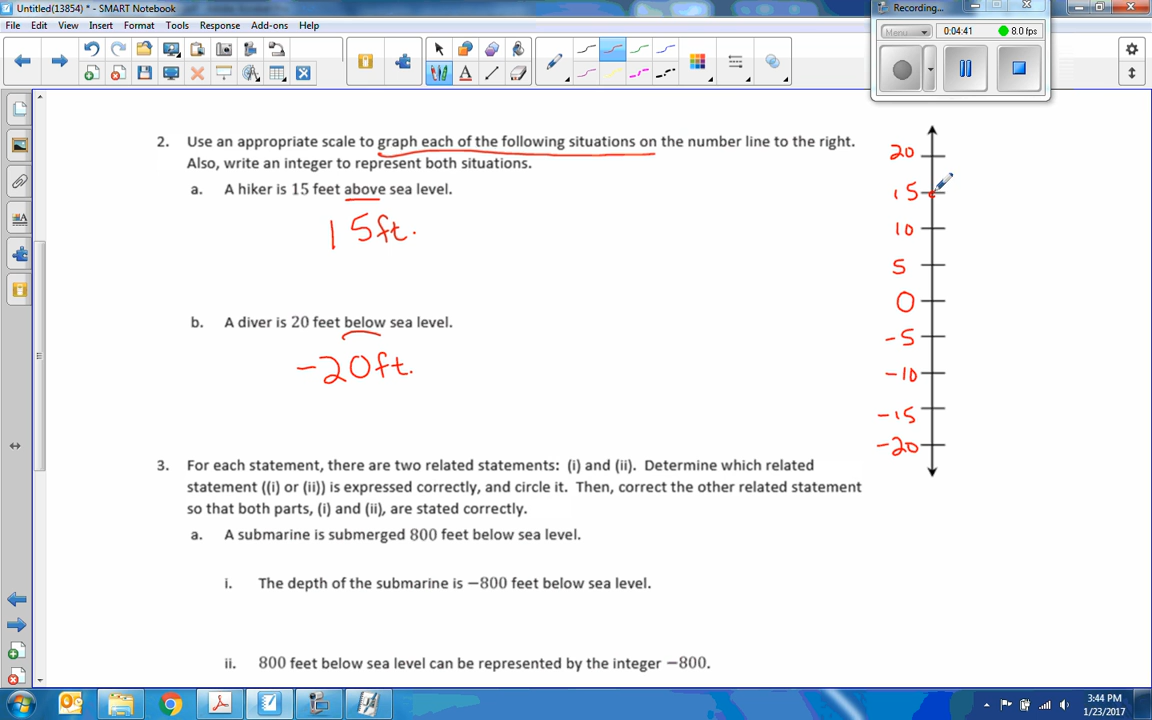 Untitled(13854) * - SMART Notebook
Recording...
File Edit View Insert Format Tools Response Add-ons Help
Menu 0:04:41 8.0 fps
2. Use an appropriate scale to graph each of the following situations on the number line to the right.
Also, write an integer to represent both situations.
a. A hiker is 15 feet above sea level.
15ft.
b. A diver is 20 feet below sea level.
-20ft.
20
15
10
5
0
-5
-10
-15
-20
3. For each statement, there are two related statements: (i) and (ii). Determine which related
statement ((i) or (ii)) is expressed correctly, and circle it. Then, correct the other related statement
so that both parts, (i) and (ii), are stated correctly.
a. A submarine is submerged 800 feet below sea level.
i. The depth of the submarine is −800 feet below sea level.
ii. 800 feet below sea level can be represented by the integer −800.
3:44 PM
1/23/2017